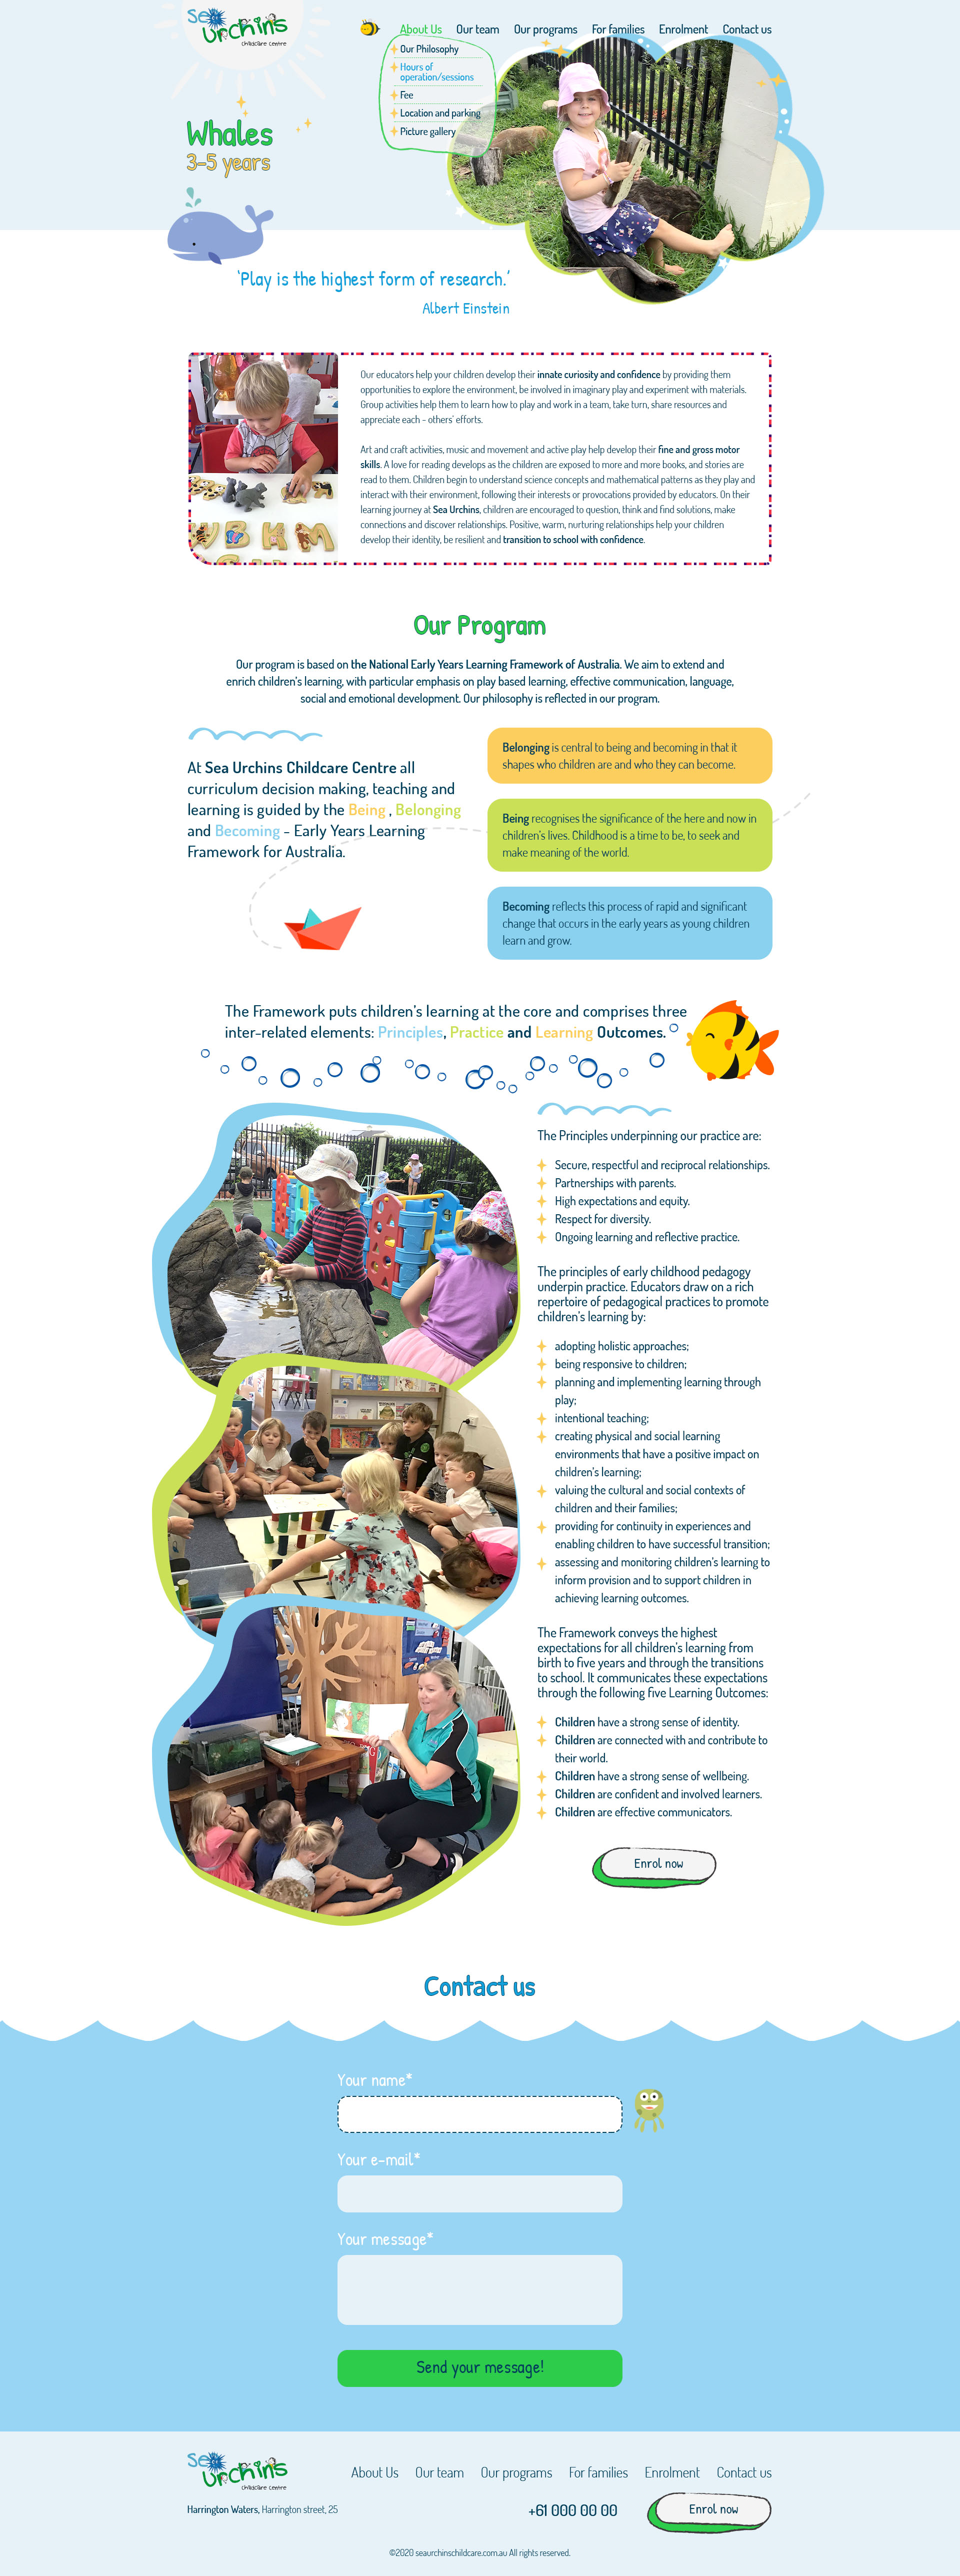 Sea
Urchins
Childcare Centre
About Us
Our team
Our programs
For families
Enrolment
Contact us
Our Philosophy
Hours of
operation/sessions
Fee
Location and parking
Picture gallery
Whales
3-5 years
'Play is the highest form of research.'
Albert Einstein
Our educators help your children develop their innate curiosity and confidence by providing them
opportunities to explore the environment, be involved in imaginary play and experiment with materials.
Group activities help them to learn how to play and work in a team, take turn, share resources and
appreciate each - others' efforts.
Art and craft activities, music and movement and active play help develop their fine and gross motor
skills. A love for reading develops as the children are exposed to more and more books, and stories are
read to them. Children begin to understand science concepts and mathematical patterns as they play and
interact with their environment, following their interests or provocations provided by educators. On their
learning journey at Sea Urchins, children are encouraged to question, think and find solutions, make
connections and discover relationships. Positive, warm, nurturing relationships help your children
develop their identity, be resilient and transition to school with confidence.
Our Program
Our program is based on the National Early Years Learning Framework of Australia. We aim to extend and
enrich children's learning, with particular emphasis on play based learning, effective communication, language,
social and emotional development. Our philosophy is reflected in our program.
At Sea Urchins Childcare Centre all
curriculum decision making, teaching and
learning is guided by the Being , Belonging
and Becoming - Early Years Learning
Framework for Australia.
Belonging is central to being and becoming in that it
shapes who children are and who they can become.
Being recognises the significance of the here and now in
children's lives. Childhood is a time to be, to seek and
make meaning of the world.
Becoming reflects this process of rapid and significant
change that occurs in the early years as young children
learn and grow.
The Framework puts children's learning at the core and comprises three
inter-related elements: Principles, Practice and Learning Outcomes.
The Principles underpinning our practice are:
Secure, respectful and reciprocal relationships.
Partnerships with parents.
High expectations and equity.
Respect for diversity.
Ongoing learning and reflective practice.
The principles of early childhood pedagogy
underpin practice. Educators draw on a rich
repertoire of pedagogical practices to promote
children's learning by:
adopting holistic approaches;
being responsive to children;
planning and implementing learning through
play;
intentional teaching;
creating physical and social learning
environments that have a positive impact on
children's learning;
valuing the cultural and social contexts of
children and their families;
providing for continuity in experiences and
enabling children to have successful transition;
assessing and monitoring children's learning to
inform provision and to support children in
achieving learning outcomes.
The Framework conveys the highest
expectations for all children's learning from
birth to five years and through the transitions
to school. It communicates these expectations
through the following five Learning Outcomes:
Children have a strong sense of identity.
Children are connected with and contribute to
their world.
Children have a strong sense of wellbeing.
Children are confident and involved learners.
Children are effective communicators.
Enrol now
Contact us
Your name*
Your e-mail*
Your message*
Send your message!
Sea
Urchins
Childcare Centre
About Us
Our team
Our programs
For families
Enrolment
Contact us
Harrington Waters, Harrington street, 25
+61 000 00 00
Enrol now
©2020 seaurchinschildcare.com.au All rights reserved.